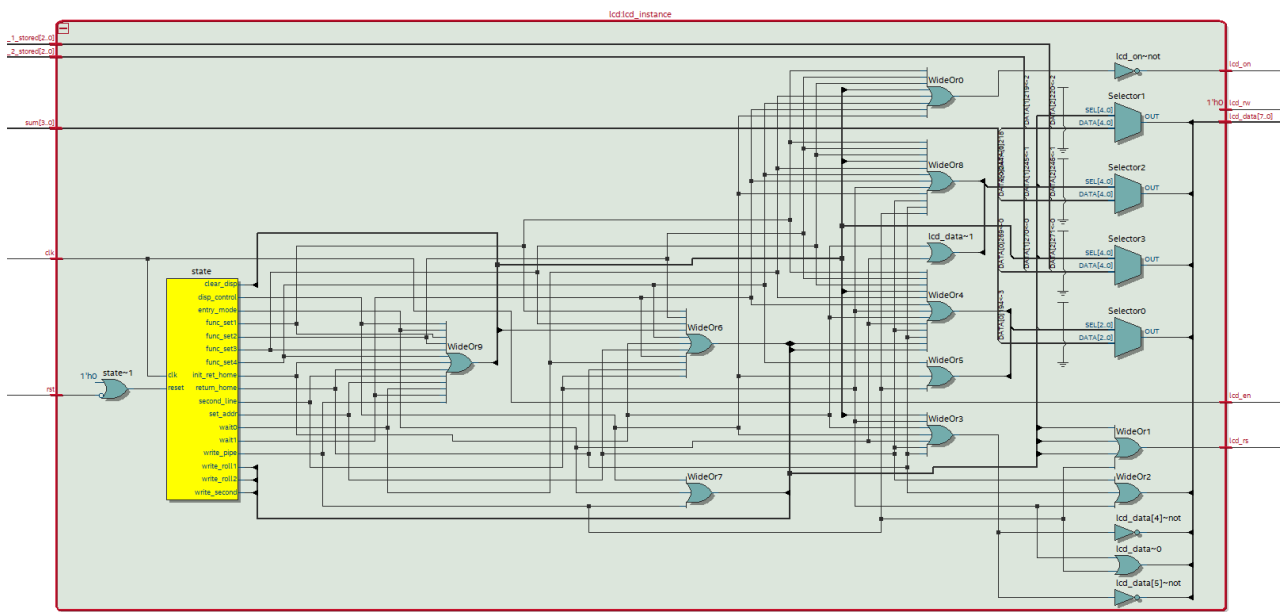 lcd:lcd_instance
_1_stored[2..0]
_2_stored[2..0]
sum[3..0]
clk
rst
1'h0
state~1
state
clk
reset
clear_disp
disp_control
entry_mode
func_set1
func_set2
func_set3
func_set4
init_ret_home
return_home
second_line
set_addr
wait0
wait1
write_pipe
write_roll1
write_roll2
write_second
WideOr9
WideOr6
WideOr7
WideOr0
WideOr8
lcd_data~1
WideOr4
WideOr5
WideOr3
lcd_on~not
Selector1
SEL[4..0]
DATA[4..0]
OUT
Selector2
SEL[4..0]
DATA[4..0]
OUT
Selector3
SEL[4..0]
DATA[4..0]
OUT
Selector0
SEL[2..0]
DATA[2..0]
OUT
WideOr1
WideOr2
lcd_data[4]~not
lcd_data~0
lcd_data[5]~not
lcd_on
1'h0
lcd_rw
lcd_data[7..0]
lcd_en
lcd_rs